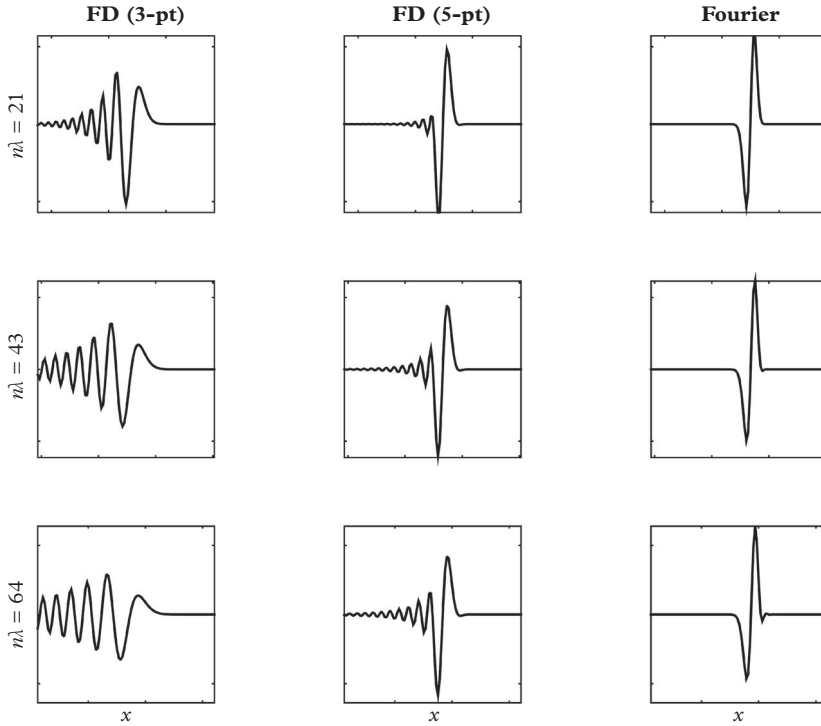 FD (3-pt) FD (5-pt) Fourier
nλ = 21
nλ = 43
nλ = 64
x x x